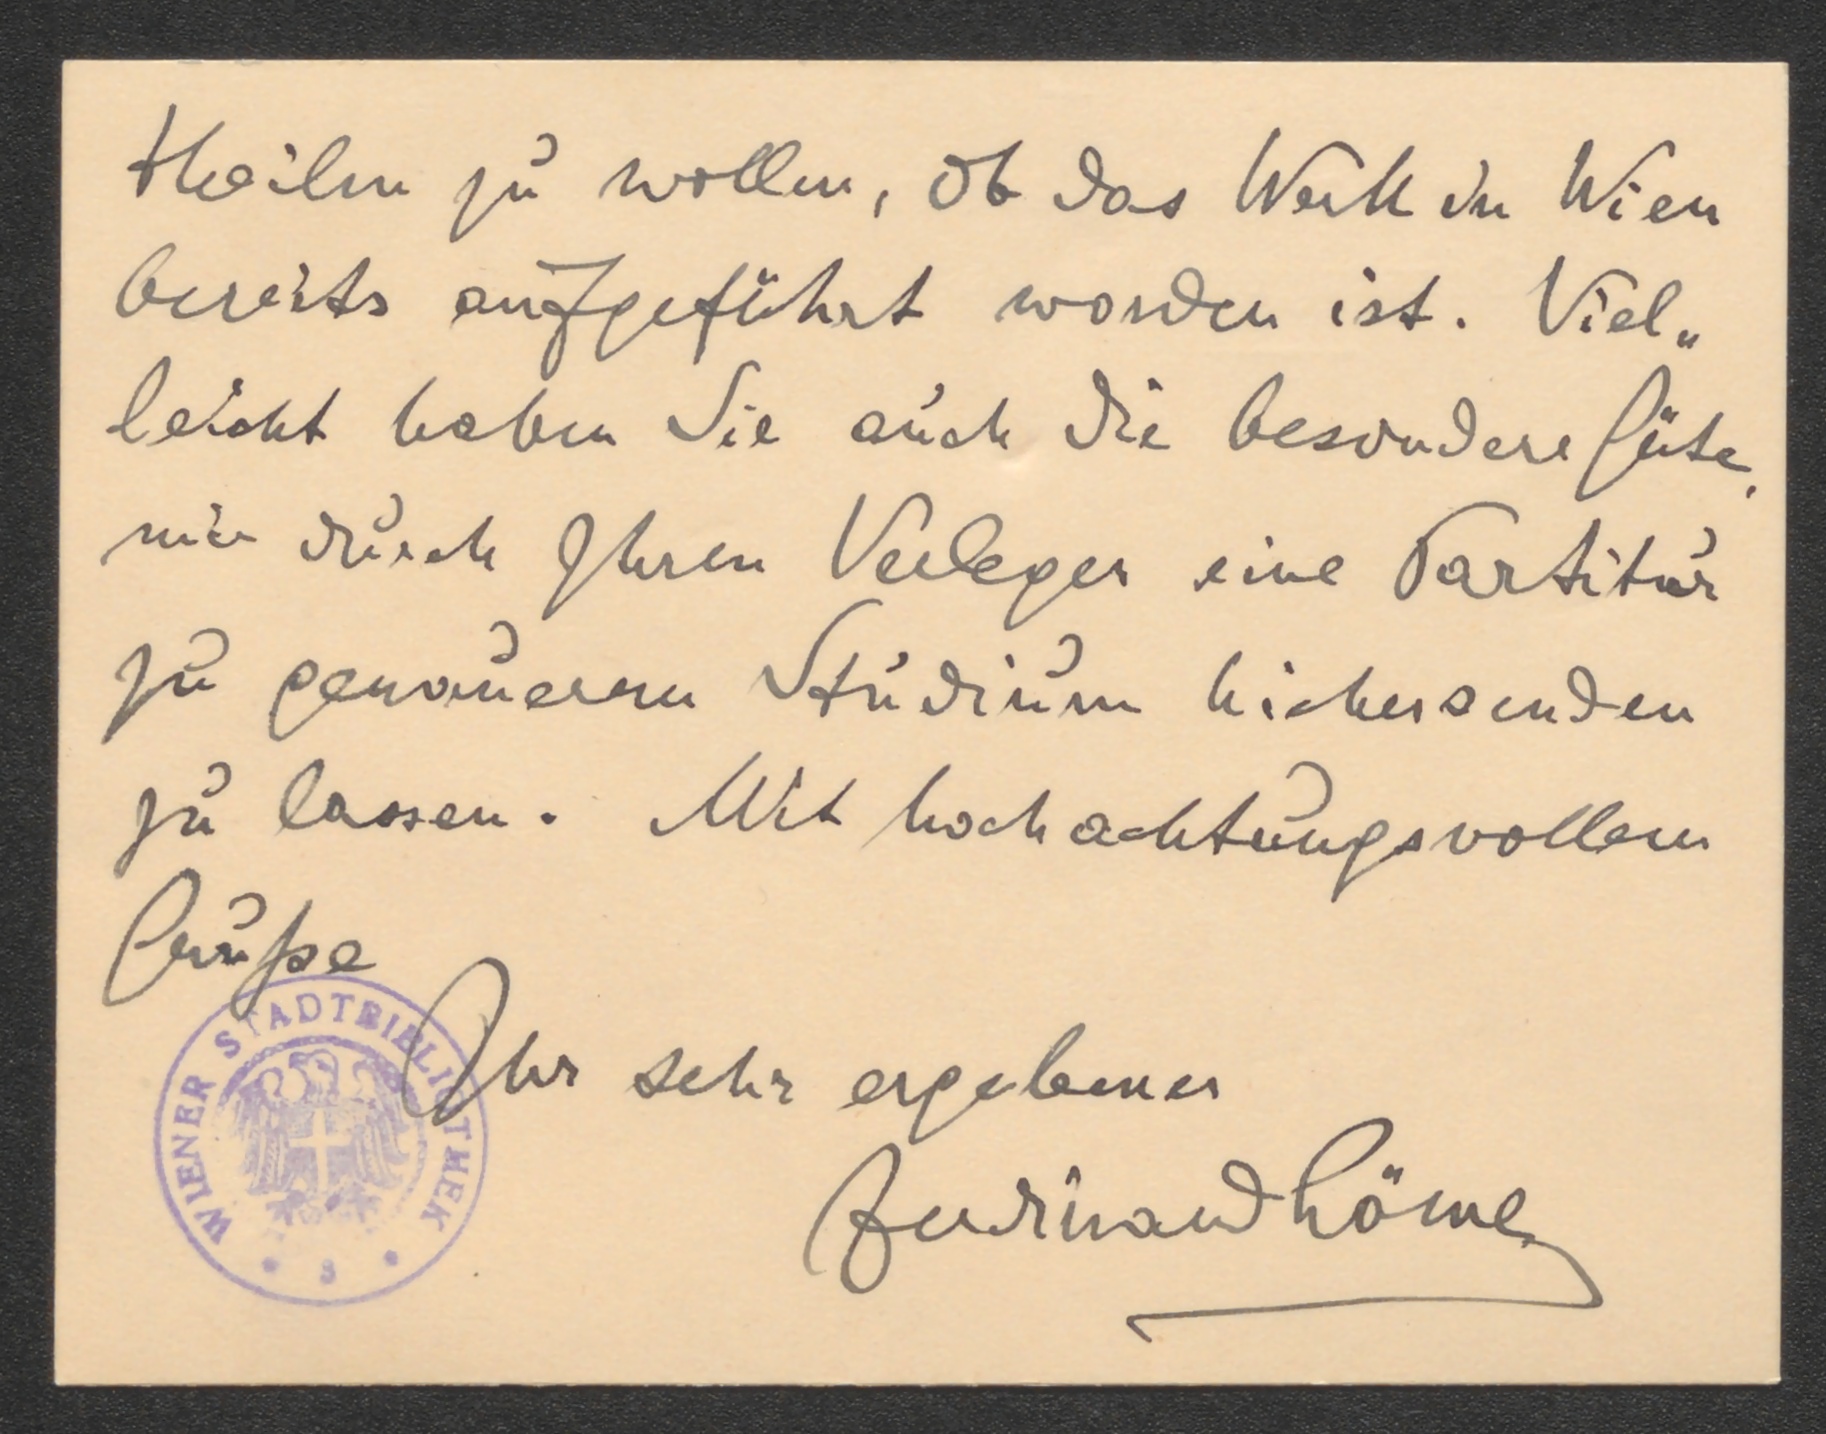 theilen zu wollen, ob das Werk in Wien
bereits aufgeführt worden ist. Viel„
leicht haben Sie auch die besondere Güte,
mir durch Ihren Verleger eine Partitur
zu genauerem Studium hiehersenden
zu lassen. Mit hochachtungsvollem
Gruße
Ihr sehr ergebener
Ferdinand Löwe
WIENER STADTBIBLIOTHEK